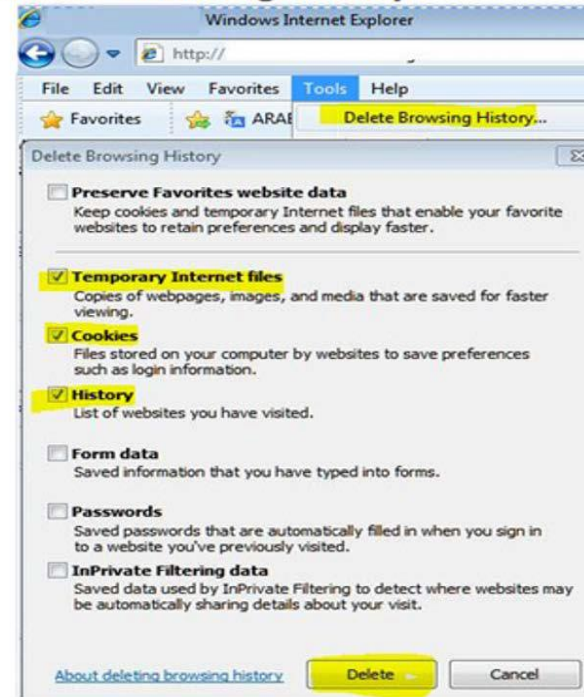 Windows Internet Explorer
http://
File Edit View Favorites Tools Help
Favorites ARAB Delete Browsing History...
Delete Browsing History
Preserve Favorites website data
Keep cookies and temporary Internet files that enable your favorite
websites to retain preferences and display faster.
Temporary Internet files
Copies of webpages, images, and media that are saved for faster
viewing.
Cookies
Files stored on your computer by websites to save preferences
such as login information.
History
List of websites you have visited.
Form data
Saved information that you have typed into forms.
Passwords
Saved passwords that are automatically filled in when you sign in
to a website you've previously visited.
InPrivate Filtering data
Saved data used by InPrivate Filtering to detect where websites may
be automatically sharing details about your visit.
About deleting browsing history Delete Cancel